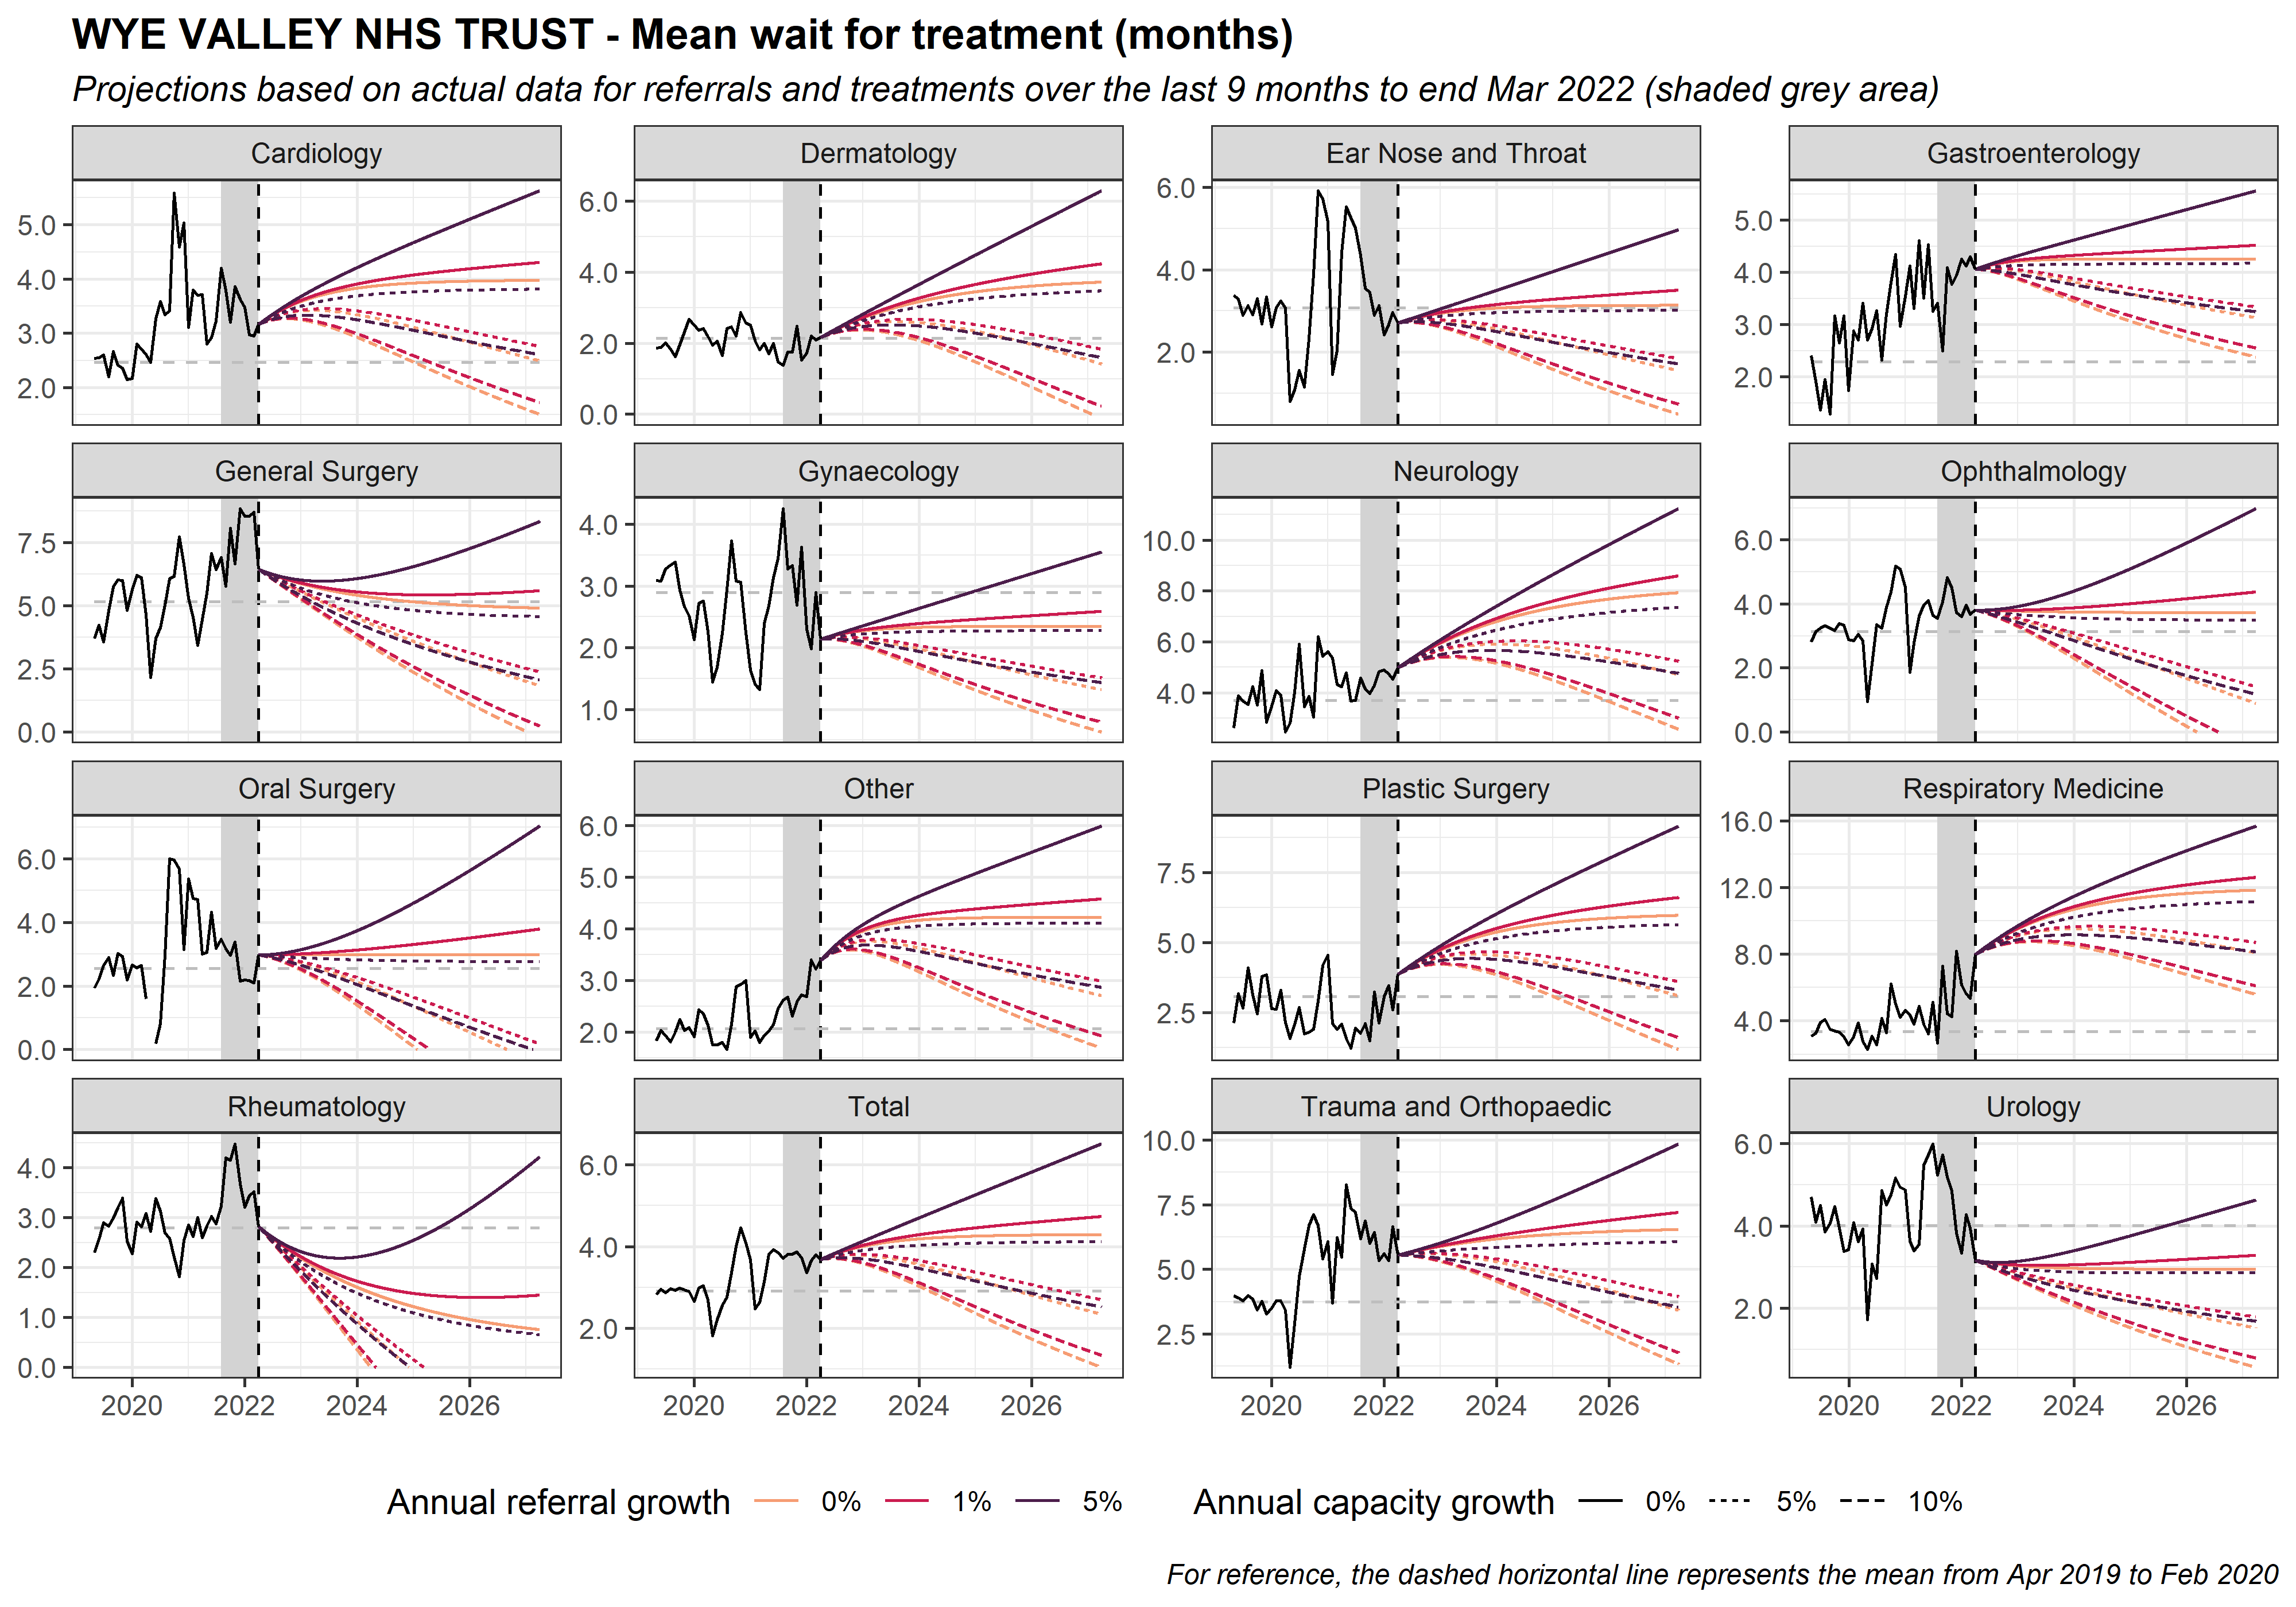 WYE VALLEY NHS TRUST - Mean wait for treatment (months)
Projections based on actual data for referrals and treatments over the last 9 months to end Mar 2022 (shaded grey area)
Cardiology
5.0
4.0
3.0
2.0
Dermatology
6.0
4.0
2.0
0.0
Ear Nose and Throat
6.0
4.0
2.0
Gastroenterology
5.0
4.0
3.0
2.0
General Surgery
7.5
5.0
2.5
0.0
Gynaecology
4.0
3.0
2.0
1.0
Neurology
10.0
8.0
6.0
4.0
Ophthalmology
6.0
4.0
2.0
0.0
Oral Surgery
6.0
4.0
2.0
0.0
Other
6.0
5.0
4.0
3.0
2.0
Plastic Surgery
7.5
5.0
2.5
Respiratory Medicine
16.0
12.0
8.0
4.0
Rheumatology
4.0
3.0
2.0
1.0
0.0
2020 2022 2024 2026
Total
6.0
4.0
2.0
2020 2022 2024 2026
Trauma and Orthopaedic
10.0
7.5
5.0
2.5
2020 2022 2024 2026
Urology
6.0
4.0
2.0
2020 2022 2024 2026
Annual referral growth 0% 1% 5%
Annual capacity growth 0% 5% 10%
For reference, the dashed horizontal line represents the mean from Apr 2019 to Feb 2020